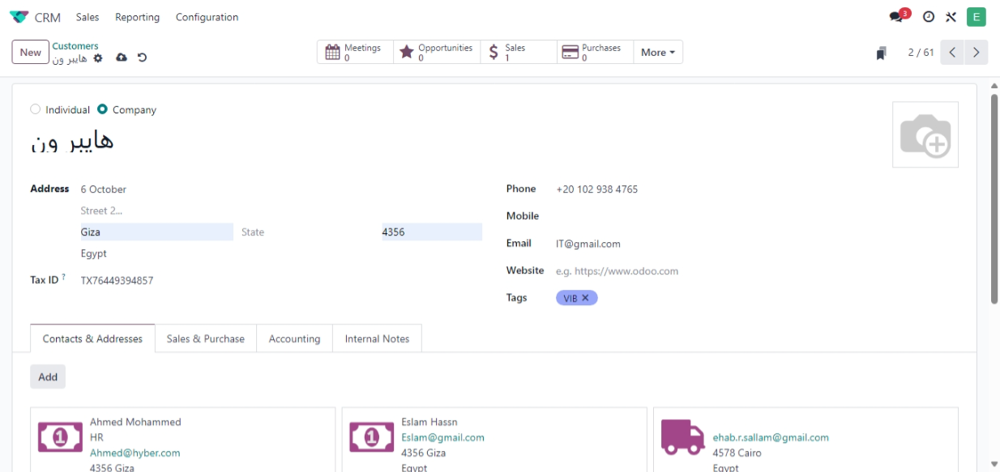 CRM Sales Reporting Configuration 3 E
New Customers هايبر ون Meetings 0 Opportunities 0 $ Sales 1 Purchases 0 More 2 / 61
Individual Company
هايبر ون
Address 6 October
Street 2...
Giza State 4356
Egypt
Tax ID ? TX76449394857
Phone +20 102 938 4765
Mobile
Email IT@gmail.com
Website e.g. https://www.odoo.com
Tags VIB ✕
Contacts & Addresses Sales & Purchase Accounting Internal Notes
Add
1 Ahmed Mohammed
HR
Ahmed@hyber.com
4356 Giza
1 Eslam Hassn
Eslam@gmail.com
4356 Giza
Egypt
ehab.r.sallam@gmail.com
4578 Cairo
Egypt